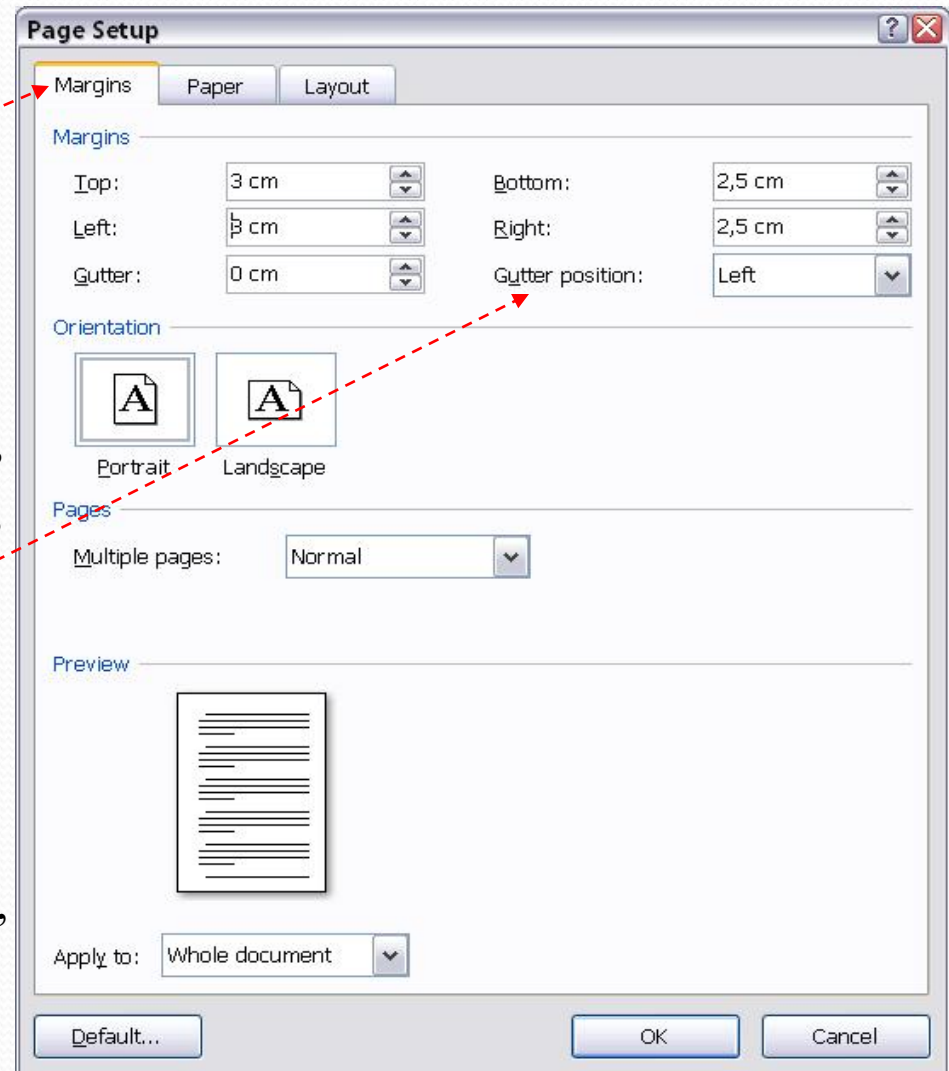 Page Setup
Margins Paper Layout
Margins
Top: 3 cm Bottom: 2,5 cm
Left: 3 cm Right: 2,5 cm
Gutter: 0 cm Gutter position: Left
Orientation
A A
Portrait Landscape
Pages
Multiple pages: Normal
Preview
Apply to: Whole document
Default... OK Cancel